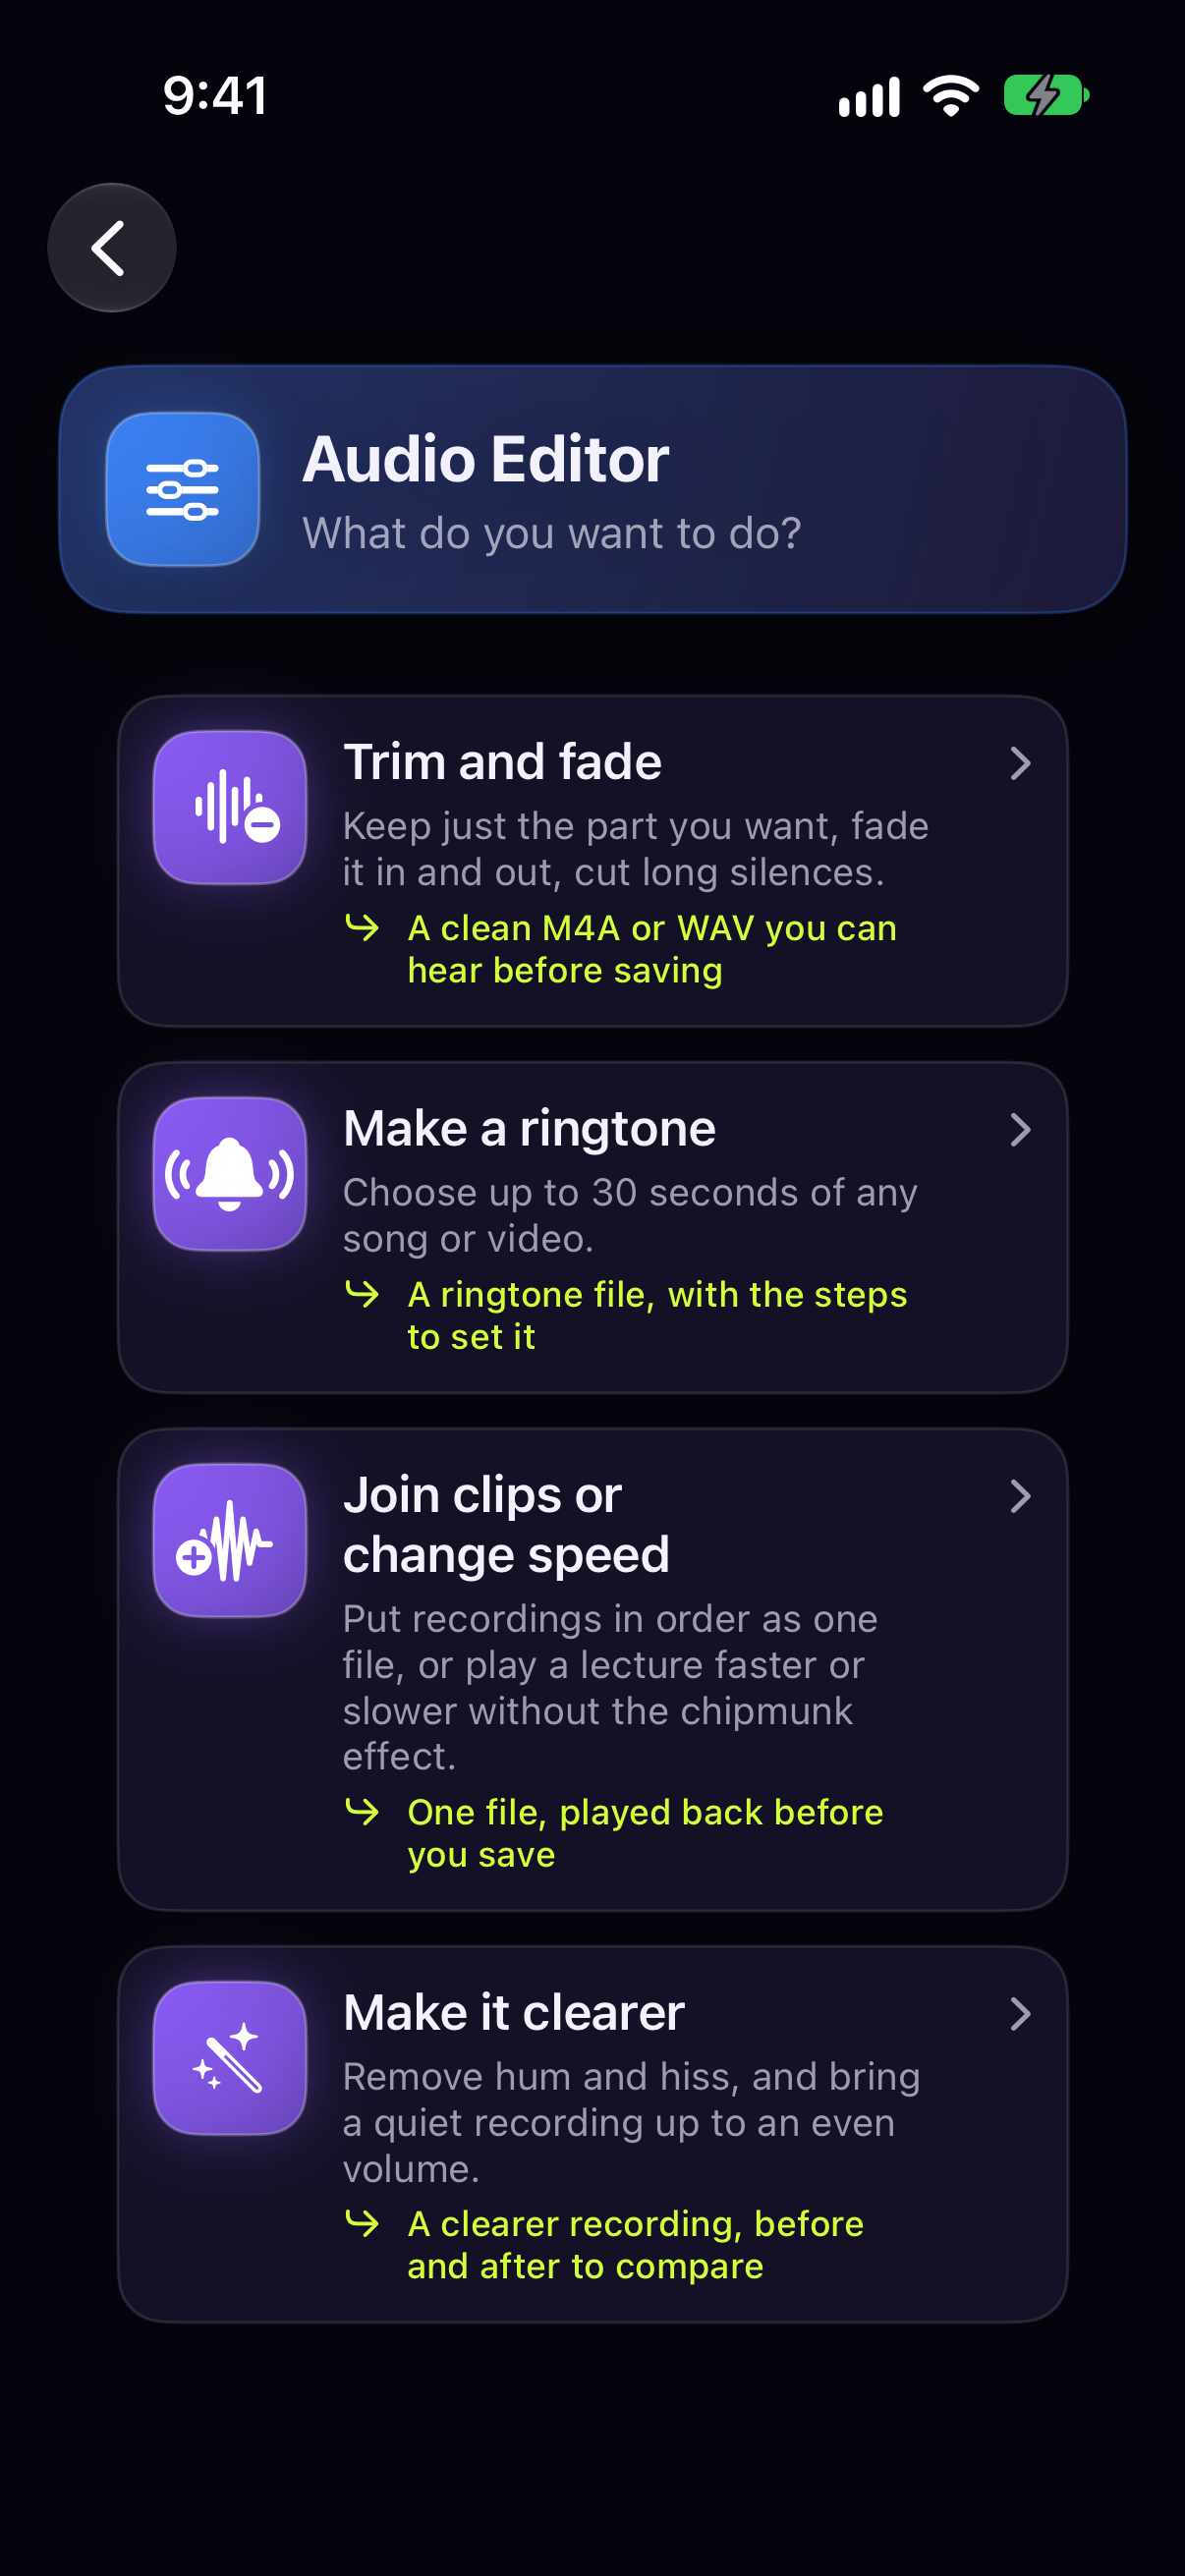 9:41
Audio Editor
What do you want to do?
Trim and fade
Keep just the part you want, fade
it in and out, cut long silences.
A clean M4A or WAV you can
hear before saving
Make a ringtone
Choose up to 30 seconds of any
song or video.
A ringtone file, with the steps
to set it
Join clips or
change speed
Put recordings in order as one
file, or play a lecture faster or
slower without the chipmunk
effect.
One file, played back before
you save
Make it clearer
Remove hum and hiss, and bring
a quiet recording up to an even
volume.
A clearer recording, before
and after to compare